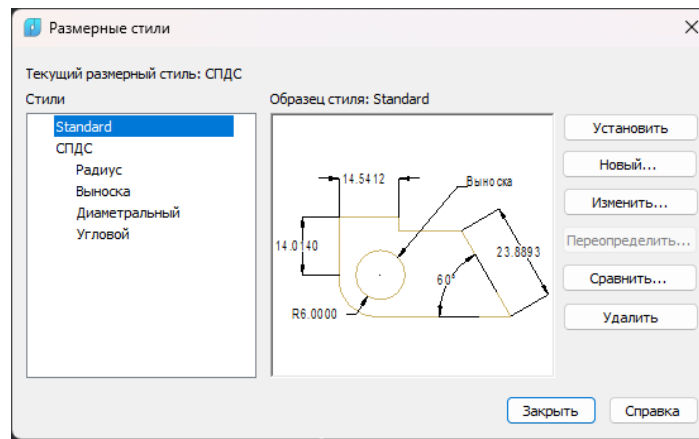 Размерные стили
Текущий размерный стиль: СПДС
Стили
Образец стиля: Standard
Standard
СПДС
Радиус
Выноска
Диаметральный
Угловой
14.5412
Выноска
14.0140
23.8893
60°
R6.0000
Установить
Новый...
Изменить...
Переопределить...
Сравнить...
Удалить
Закрыть
Справка